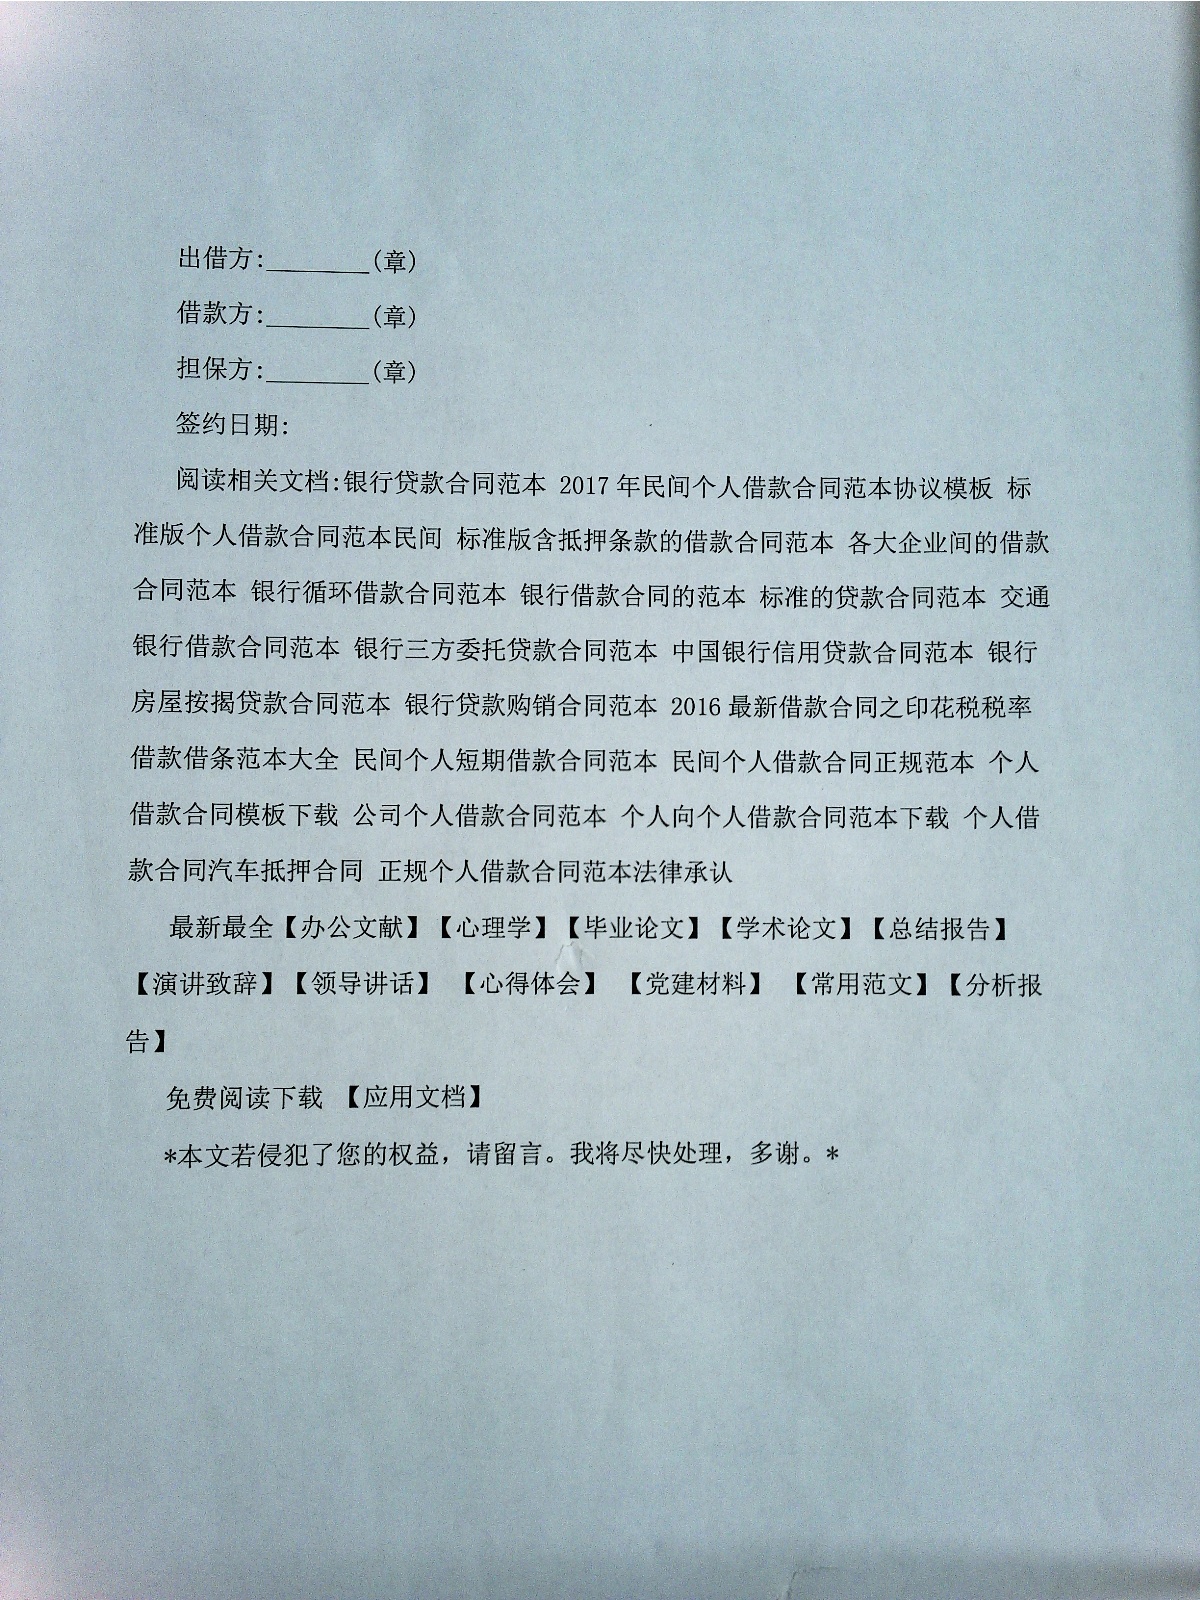 出借方:________(章)
借款方:________(章)
担保方:________(章)
签约日期:
阅读相关文档:银行贷款合同范本 2017年民间个人借款合同范本协议模板 标
准版个人借款合同范本民间 标准版含抵押条款的借款合同范本 各大企业间的借款
合同范本 银行循环借款合同范本 银行借款合同的范本 标准的贷款合同范本 交通
银行借款合同范本 银行三方委托贷款合同范本 中国银行信用贷款合同范本 银行
房屋按揭贷款合同范本 银行贷款购销合同范本 2016最新借款合同之印花税税率
借款借条范本大全 民间个人短期借款合同范本 民间个人借款合同正规范本 个人
借款合同模板下载 公司个人借款合同范本 个人向个人借款合同范本下载 个人借
款合同汽车抵押合同 正规个人借款合同范本法律承认
最新最全【办公文献】【心理学】【毕业论文】【学术论文】【总结报告】
【演讲致辞】【领导讲话】 【心得体会】 【党建材料】 【常用范文】【分析报
告】
免费阅读下载 【应用文档】
*本文若侵犯了您的权益，请留言。我将尽快处理，多谢。*